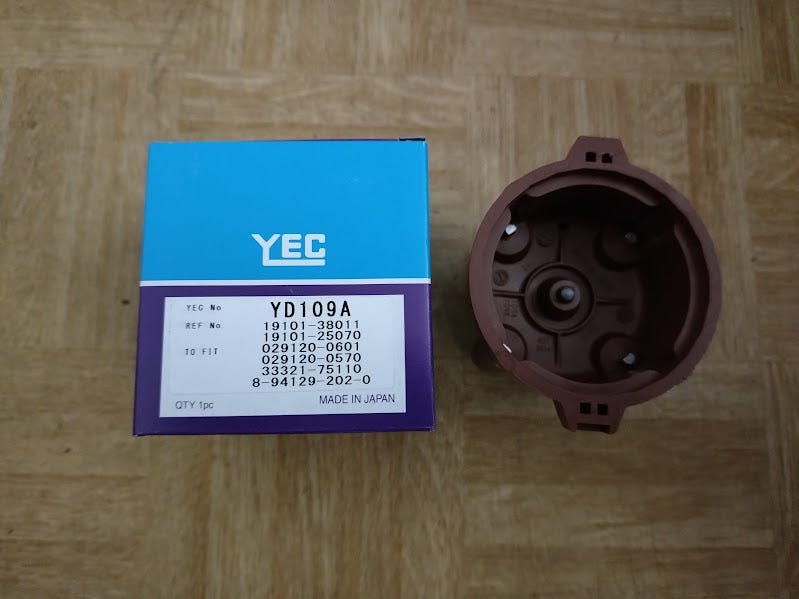 YEC
YEC No YD109A
REF No 19101-38011
19101-25070
TO FIT 029120-0601
029120-0570
33321-75110
8-94129-202-0
QTY 1pc MADE IN JAPAN